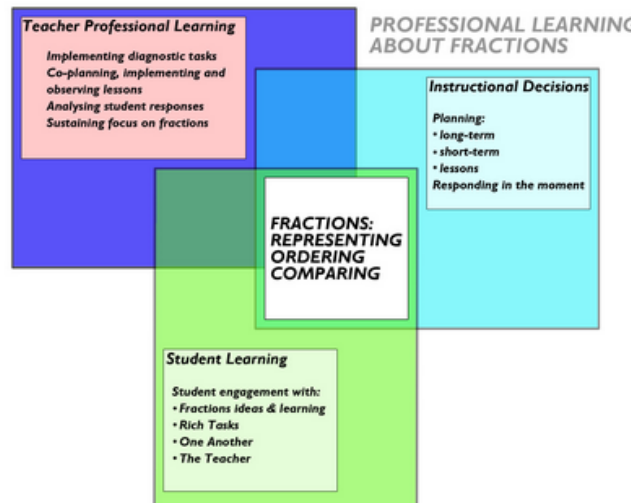 PROFESSIONAL LEARNING
ABOUT FRACTIONS
Teacher Professional Learning
Implementing diagnostic tasks
Co-planning, implementing and
observing lessons
Analysing student responses
Sustaining focus on fractions
Instructional Decisions
Planning:
• long-term
• short-term
• lessons
Responding in the moment
FRACTIONS:
REPRESENTING
ORDERING
COMPARING
Student Learning
Student engagement with:
• Fractions ideas & learning
• Rich Tasks
• One Another
• The Teacher